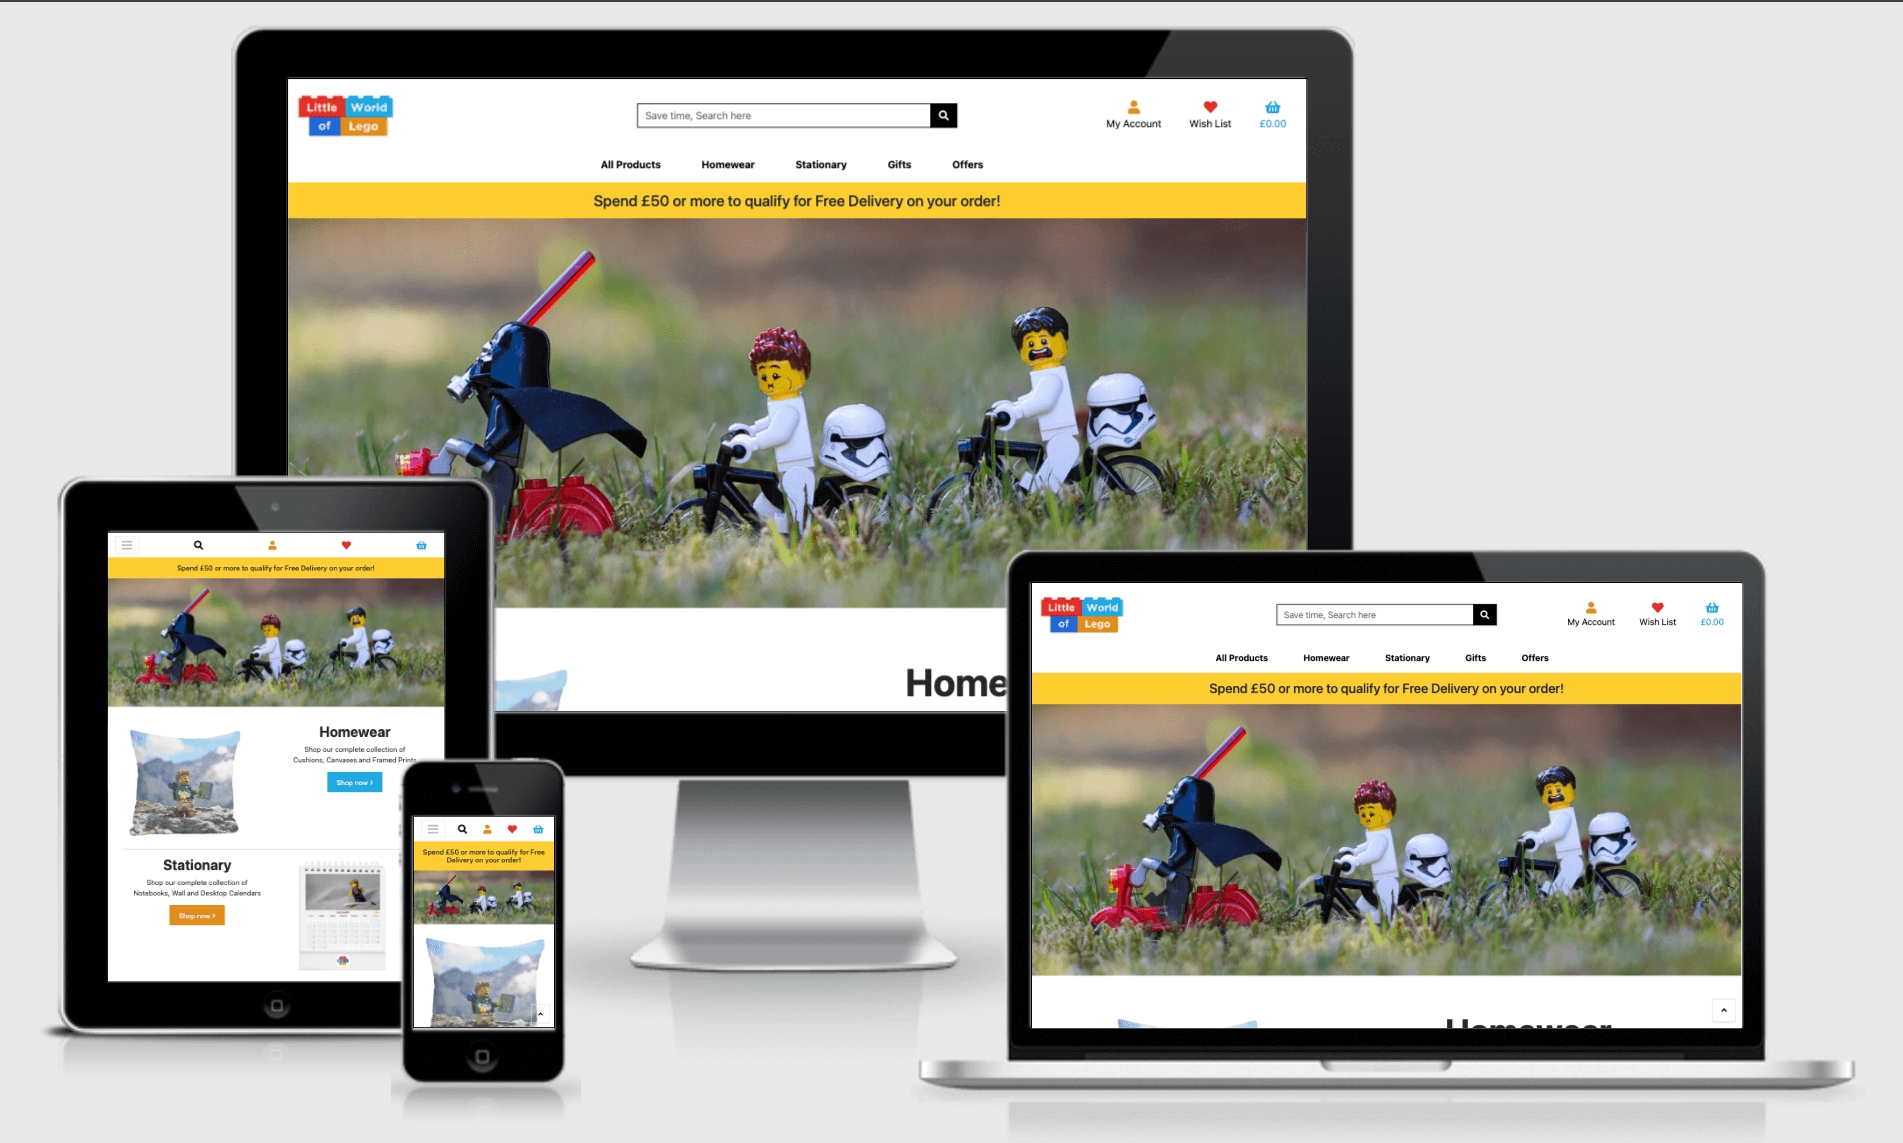 Little World
of Lego
Save time, Search here
My Account
Wish List
£0.00
All Products
Homewear
Stationary
Gifts
Offers
Spend £50 or more to qualify for Free Delivery on your order!
Home
Spend £50 or more to qualify for Free Delivery on your order!
Homewear
Shop our complete collection of
Cushions, Canvases and Framed Prints
Shop now >
Stationary
Shop our complete collection of
Notebooks, Wall and Desktop Calendars
Shop now >
Spend £50 or more to qualify for Free
Delivery on your order!
Little World
of Lego
Save time, Search here
My Account
Wish List
£0.00
All Products
Homewear
Stationary
Gifts
Offers
Spend £50 or more to qualify for Free Delivery on your order!
Homewear